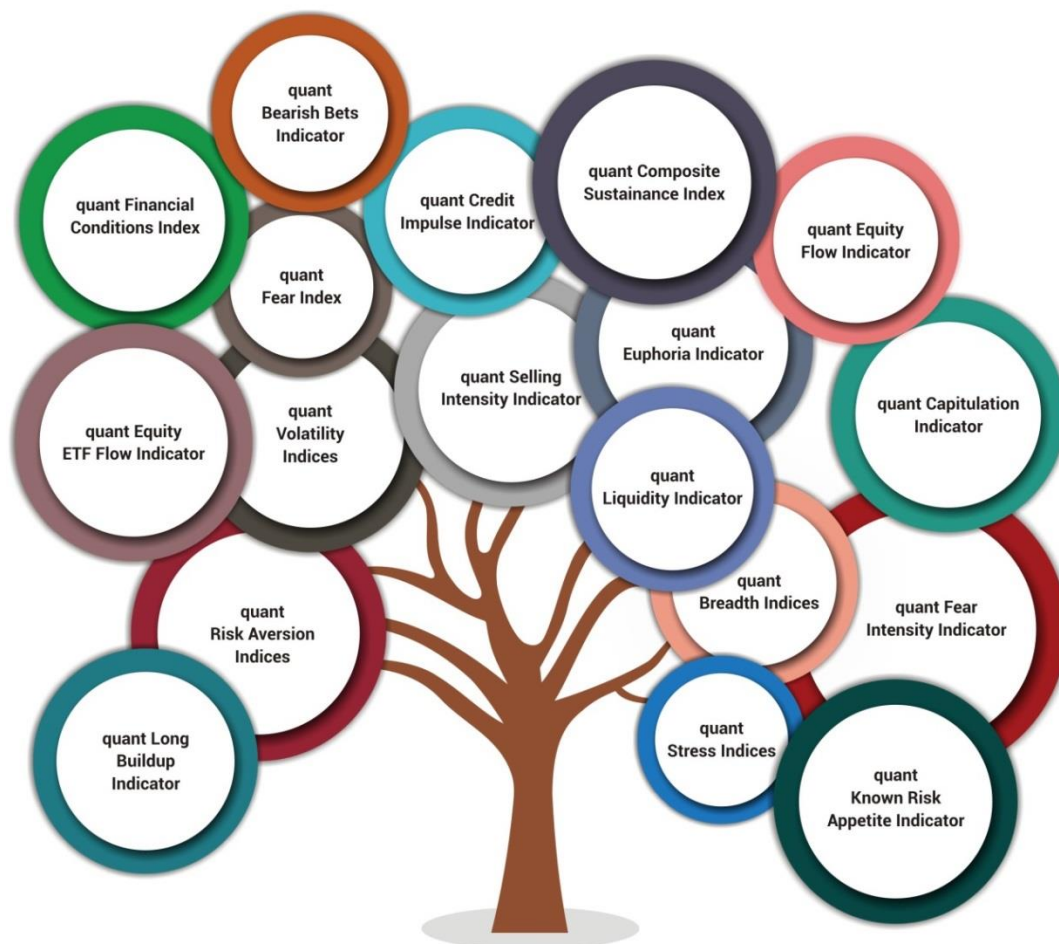 quant
Bearish Bets
Indicator
quant Financial
Conditions Index
quant Credit
Impulse Indicator
quant Composite
Sustainance Index
quant Equity
Flow Indicator
quant
Fear Index
quant Equity
ETF Flow Indicator
quant
Volatility
Indices
quant Selling
Intensity Indicator
quant
Euphoria Indicator
quant Capitulation
Indicator
quant
Liquidity Indicator
quant
Risk Aversion
Indices
quant
Breadth Indices
quant Fear
Intensity Indicator
quant Long
Buildup
Indicator
quant
Stress Indices
quant
Known Risk
Appetite Indicator